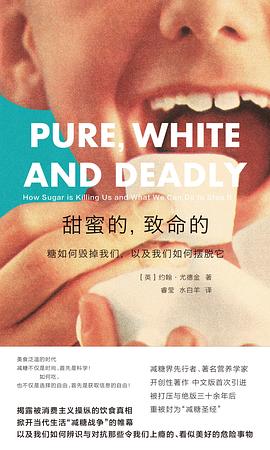 PURE, WHITE
AND DEADLY
How Sugar is Killing Us and What We Can Do to Stop It
甜蜜的，致命的
糖如何毁掉我们，以及我们如何摆脱它
［英］约翰·尤德金 著
睿莹 水白羊 译
美食泛滥的时代
减糖不仅是时尚，首先是科学！
如何吃，
也不仅是选择的自由，首先是获取信息的自由！
减糖界先行者、著名营养学家
开创性著作 中文版首次引进
被打压与绝版三十余年后
重被封为“减糖圣经”
揭露被消费主义操纵的饮食真相
掀开当代生活“减糖战争”的帷幕
以及我们如何辨识与对抗那些令我们上瘾的、看似美好的危险事物